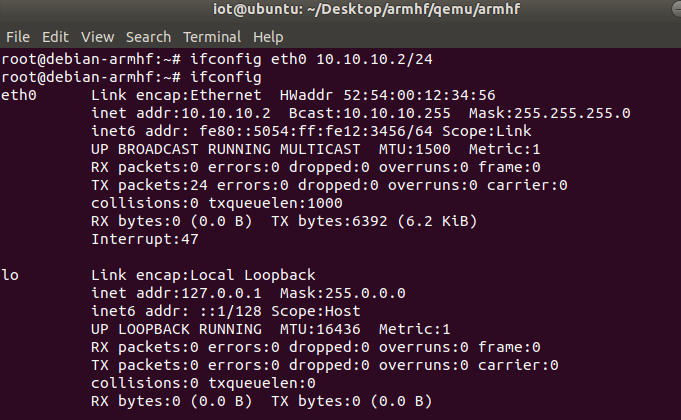 iot@ubuntu: ~/Desktop/armhf/qemu/armhf
File Edit View Search Terminal Help
root@debian-armhf:~# ifconfig eth0 10.10.10.2/24
root@debian-armhf:~# ifconfig
eth0      Link encap:Ethernet  HWaddr 52:54:00:12:34:56
          inet addr:10.10.10.2  Bcast:10.10.10.255  Mask:255.255.255.0
          inet6 addr: fe80::5054:ff:fe12:3456/64 Scope:Link
          UP BROADCAST RUNNING MULTICAST  MTU:1500  Metric:1
          RX packets:0 errors:0 dropped:0 overruns:0 frame:0
          TX packets:24 errors:0 dropped:0 overruns:0 carrier:0
          collisions:0 txqueuelen:1000
          RX bytes:0 (0.0 B)  TX bytes:6392 (6.2 KiB)
          Interrupt:47
lo        Link encap:Local Loopback
          inet addr:127.0.0.1  Mask:255.0.0.0
          inet6 addr: ::1/128 Scope:Host
          UP LOOPBACK RUNNING  MTU:16436  Metric:1
          RX packets:0 errors:0 dropped:0 overruns:0 frame:0
          TX packets:0 errors:0 dropped:0 overruns:0 carrier:0
          collisions:0 txqueuelen:0
          RX bytes:0 (0.0 B)  TX bytes:0 (0.0 B)